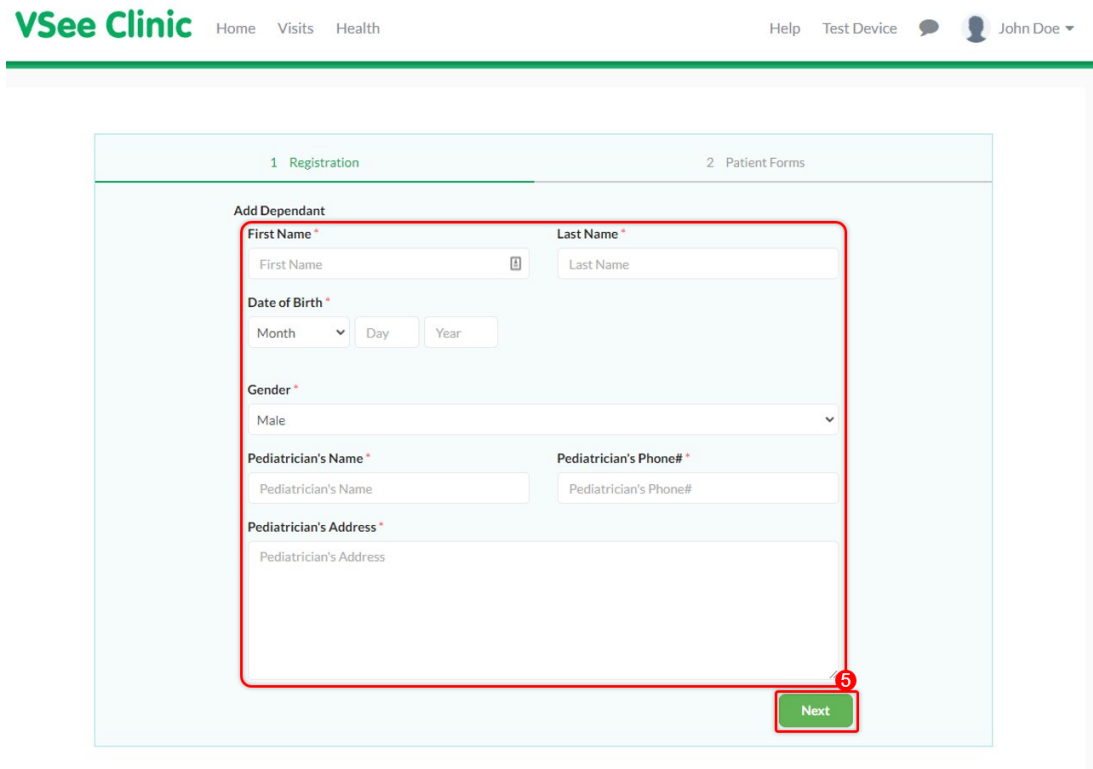 VSee Clinic Home Visits Health Help Test Device John Doe
1 Registration 2 Patient Forms
Add Dependant
First Name * Last Name *
First Name Last Name
Date of Birth *
Month Day Year
Gender *
Male
Pediatrician's Name * Pediatrician's Phone# *
Pediatrician's Name Pediatrician's Phone#
Pediatrician's Address *
Pediatrician's Address
5
Next